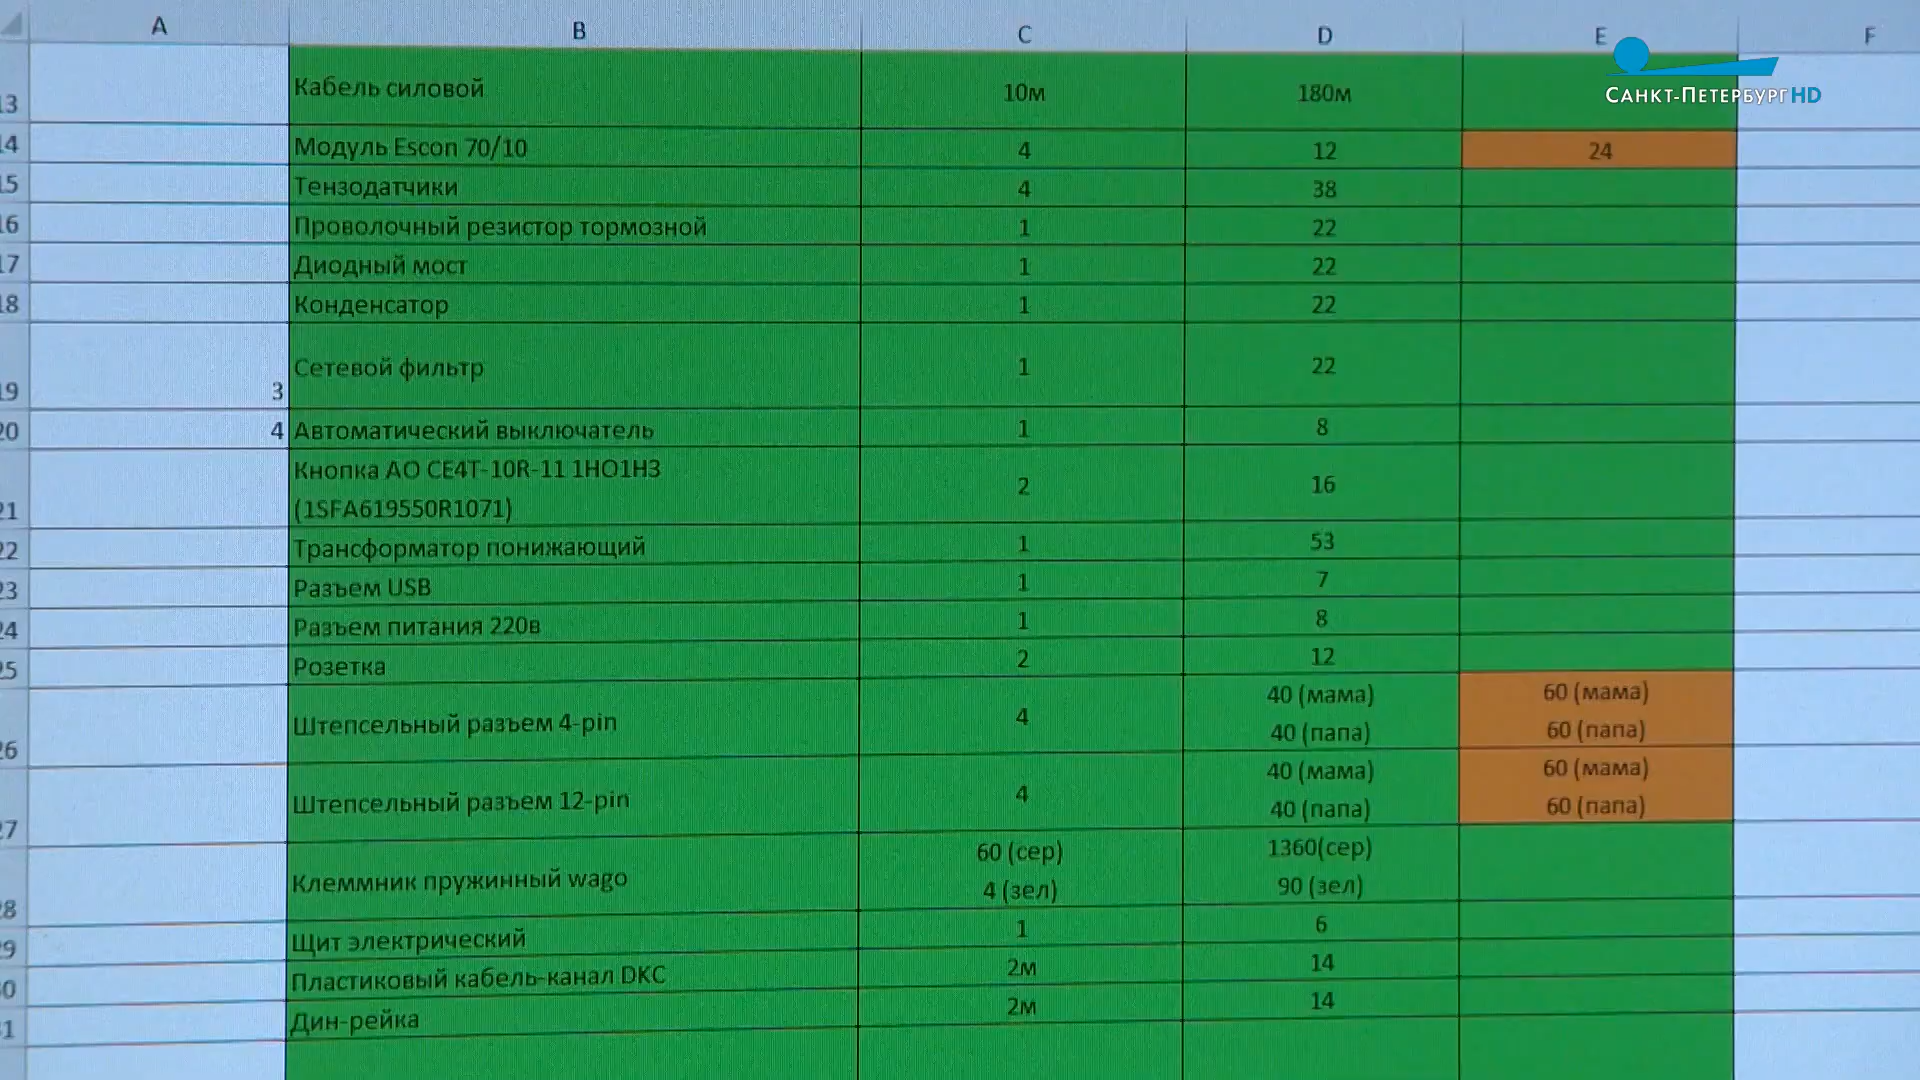 A B C D E F
САНКТ-ПЕТЕРБУРГ HD
13 Кабель силовой 10м 180м
14 Модуль Escon 70/10 4 12 24
15 Тензодатчики 4 38
16 Проволочный резистор тормозной 1 22
17 Диодный мост 1 22
18 Конденсатор 1 22
19 3 Сетевой фильтр 1 22
20 4 Автоматический выключатель 1 8
21 Кнопка АО CE4T-10R-11 1НО1НЗ
(1SFA619550R1071) 2 16
22 Трансформатор понижающий 1 53
23 Разъем USB 1 7
24 Разъем питания 220в 1 8
25 Розетка 2 12
26 Штепсельный разъем 4-pin 4 40 (мама) 60 (мама)
40 (папа) 60 (папа)
27 Штепсельный разъем 12-pin 4 40 (мама) 60 (мама)
40 (папа) 60 (папа)
28 Клеммник пружинный wago 60 (сер) 1360(сер)
4 (зел) 90 (зел)
29 Щит электрический 1 6
30 Пластиковый кабель-канал DKC 2м 14
31 Дин-рейка 2м 14